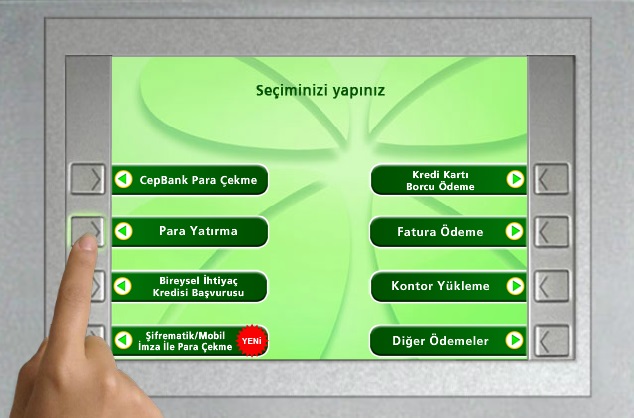 Seçiminizi yapınız
CepBank Para Çekme
Para Yatırma
Bireysel İhtiyaç
Kredisi Başvurusu
Şifrematik/Mobil
İmza İle Para Çekme
YENİ
Kredi Kartı
Borcu Ödeme
Fatura Ödeme
Kontor Yükleme
Diğer Ödemeler